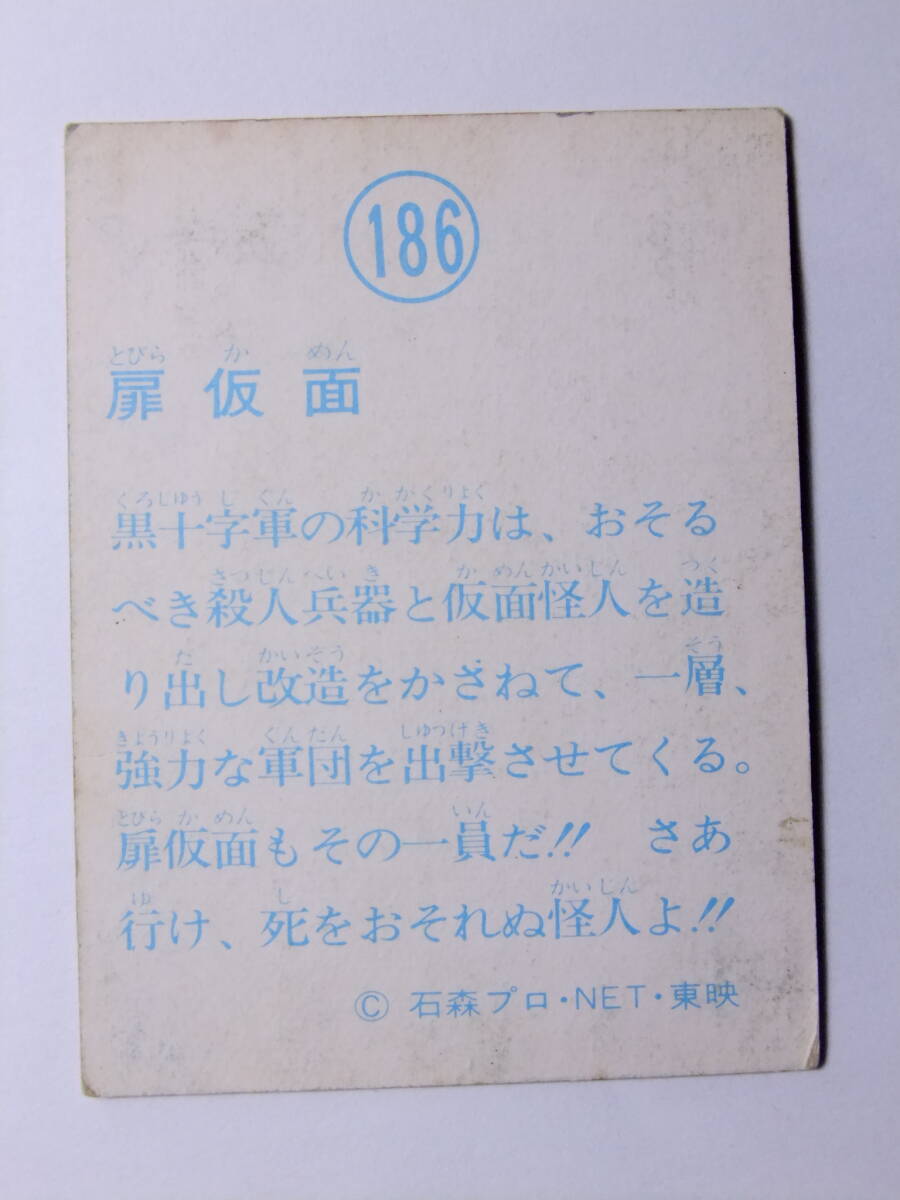 186
とびら か めん
扉仮面
くろじゆう じ ぐん か がくりよく
黒十字軍の科学力は、おそる
さつじんへいき か めんかいじん つく
べき殺人兵器と仮面怪人を造
だ かいぞう そう
り出し改造をかさねて、一層、
きようりよく ぐんだん しゆつげき
強力な軍団を出撃させてくる。
とびら か めん いん
扉仮面もその一員だ!! さあ
ゆ し かいじん
行け、死をおそれぬ怪人よ!!
© 石森プロ・NET・東映